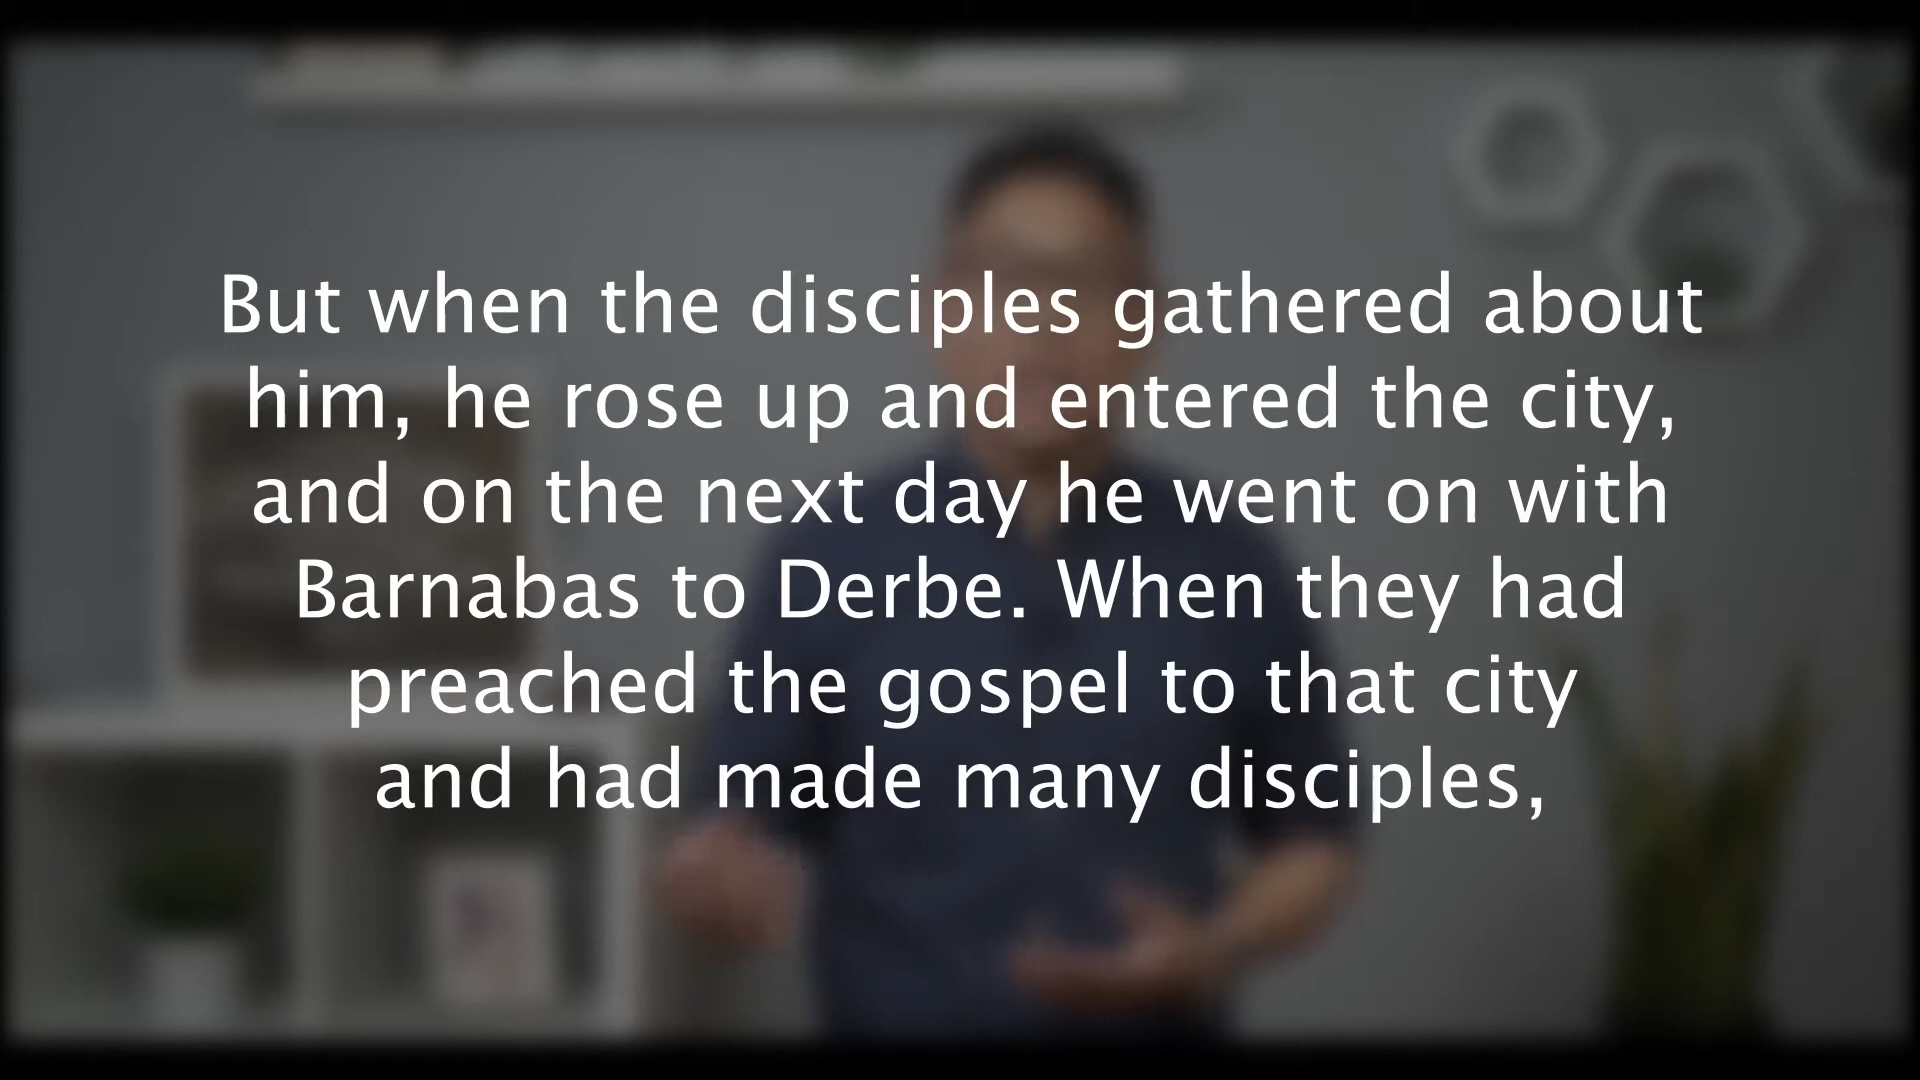 But when the disciples gathered about
him, he rose up and entered the city,
and on the next day he went on with
Barnabas to Derbe. When they had
preached the gospel to that city
and had made many disciples,